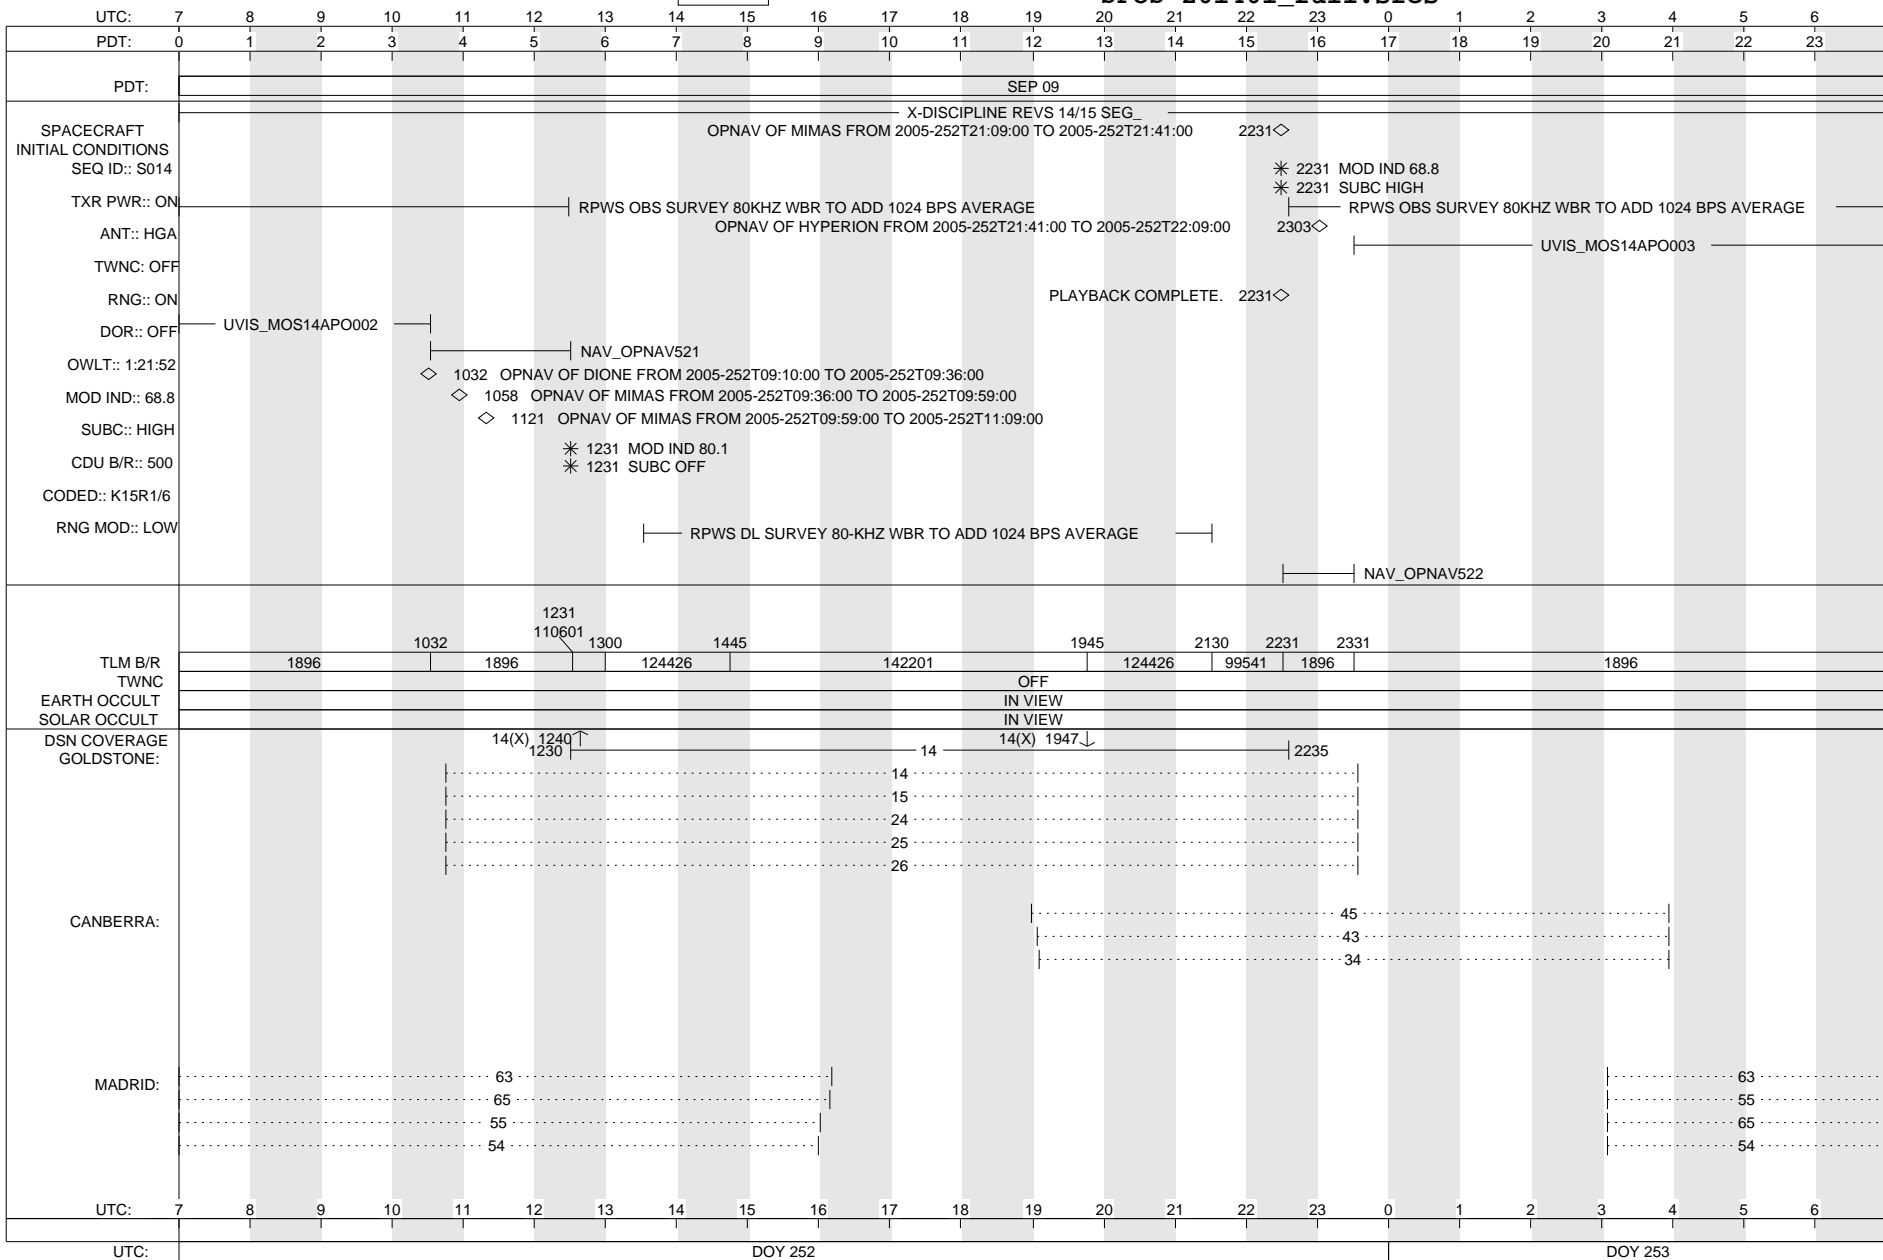 UTC: 7 8 9 10 11 12 13 14 15 16 17 18 19 20 21 22 23 0 1 2 3 4 5 6
PDT: 0 1 2 3 4 5 6 7 8 9 10 11 12 13 14 15 16 17 18 19 20 21 22 23
PDT: SEP 09
X-DISCIPLINE REVS 14/15 SEG_
SPACECRAFT INITIAL CONDITIONS
OPNAV OF MIMAS FROM 2005-252T21:09:00 TO 2005-252T21:41:00 2231
SEQ ID:: S014
2231 MOD IND 68.8
2231 SUBC HIGH
TXR PWR:: ON
RPWS OBS SURVEY 80KHZ WBR TO ADD 1024 BPS AVERAGE
RPWS OBS SURVEY 80KHZ WBR TO ADD 1024 BPS AVERAGE
ANT:: HGA
OPNAV OF HYPERION FROM 2005-252T21:41:00 TO 2005-252T22:09:00 2303
UVIS_MOS14APO003
TWNC: OFF
RNG:: ON
PLAYBACK COMPLETE. 2231
UVIS_MOS14APO002
DOR:: OFF
NAV_OPNAV521
OWLT:: 1:21:52
1032 OPNAV OF DIONE FROM 2005-252T09:10:00 TO 2005-252T09:36:00
MOD IND:: 68.8
1058 OPNAV OF MIMAS FROM 2005-252T09:36:00 TO 2005-252T09:59:00
1121 OPNAV OF MIMAS FROM 2005-252T09:59:00 TO 2005-252T11:09:00
SUBC:: HIGH
1231 MOD IND 80.1
CDU B/R:: 500
1231 SUBC OFF
CODED:: K15R1/6
RNG MOD:: LOW
RPWS DL SURVEY 80-KHZ WBR TO ADD 1024 BPS AVERAGE
NAV_OPNAV522
1231
110601
1032 1300 1445 1945 2130 2231 2331
TLM B/R 1896 1896 124426 142201 124426 99541 1896 1896
TWNC OFF
EARTH OCCULT IN VIEW
SOLAR OCCULT IN VIEW
DSN COVERAGE
14(X) 1240 14(X) 1947
GOLDSTONE: 1230 14 2235
14
15
24
25
26
CANBERRA: 45
43
34
MADRID: 63 63
65 55
55 65
54 54
UTC: 7 8 9 10 11 12 13 14 15 16 17 18 19 20 21 22 23 0 1 2 3 4 5 6
UTC: DOY 252 DOY 253